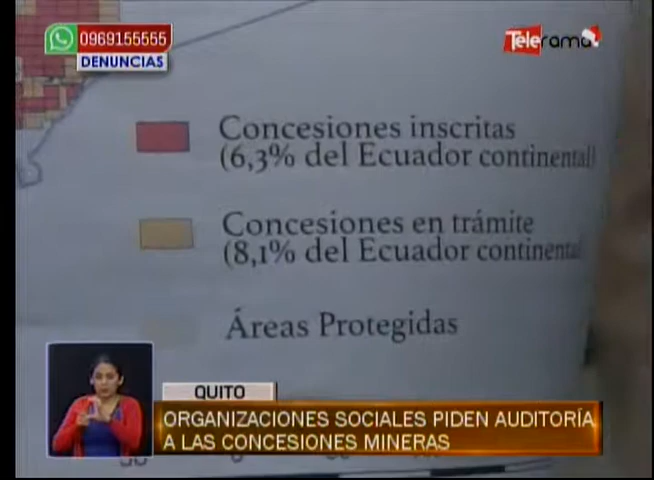 0969155555
DENUNCIAS
Telerama
Concesiones inscritas
(6,3% del Ecuador continental)
Concesiones en trámite
(8,1% del Ecuador continental
Áreas Protegidas
QUITO
ORGANIZACIONES SOCIALES PIDEN AUDITORÍA
A LAS CONCESIONES MINERAS